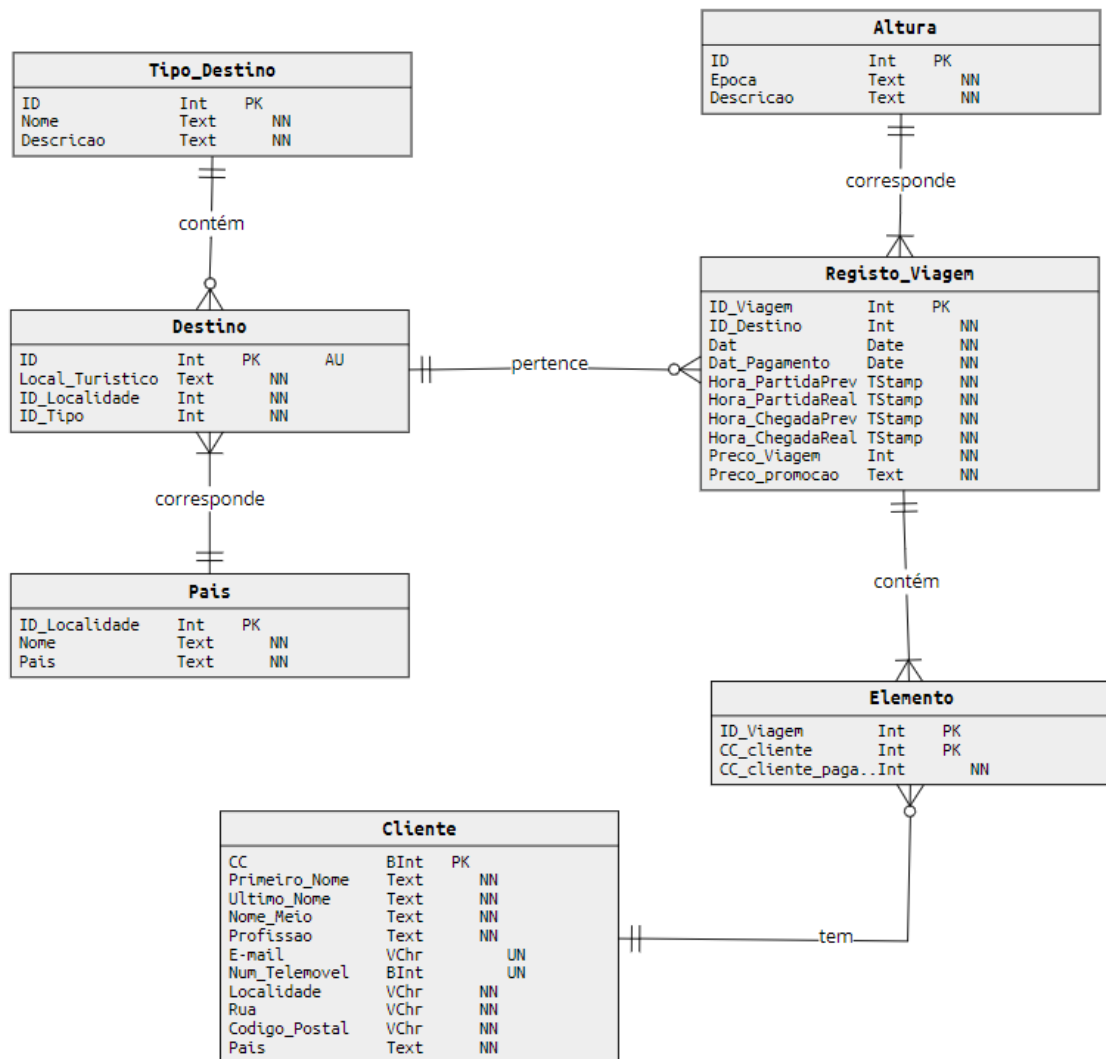 Tipo_Destino
ID Int PK
Nome Text NN
Descricao Text NN
contém
Altura
ID Int PK
Epoca Text NN
Descricao Text NN
corresponde
Destino
ID Int PK AU
Local_Turistico Text NN
ID_Localidade Int NN
ID_Tipo Int NN
pertence
Registo_Viagem
ID_Viagem Int PK
ID_Destino Int NN
Dat Date NN
Dat_Pagamento Date NN
Hora_PartidaPrev TStamp NN
Hora_PartidaReal TStamp NN
Hora_ChegadaPrev TStamp NN
Hora_ChegadaReal TStamp NN
Preco_Viagem Int NN
Preco_promocao Text NN
corresponde
Pais
ID_Localidade Int PK
Nome Text NN
Pais Text NN
contém
Elemento
ID_Viagem Int PK
CC_cliente Int PK
CC_cliente_paga..Int NN
Cliente
CC BInt PK
Primeiro_Nome Text NN
Ultimo_Nome Text NN
Nome_Meio Text NN
Profissao Text NN
E-mail VChr UN
Num_Telemovel BInt UN
Localidade VChr NN
Rua VChr NN
Codigo_Postal VChr NN
Pais Text NN
tem